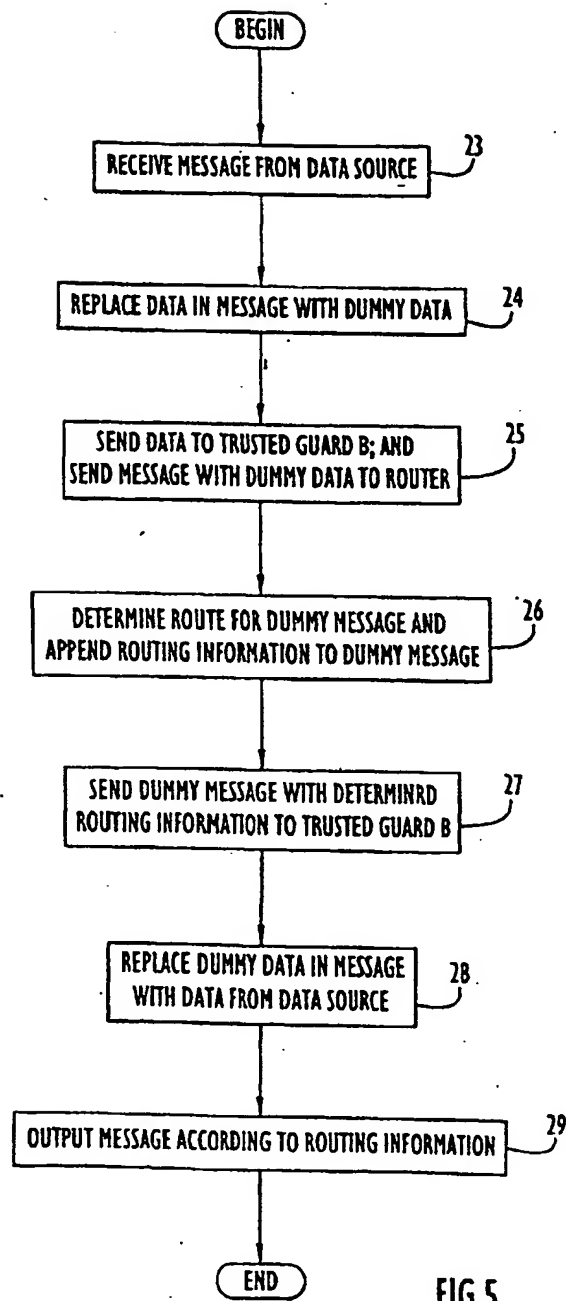 BEGIN
RECEIVE MESSAGE FROM DATA SOURCE
23
REPLACE DATA IN MESSAGE WITH DUMMY DATA
24
SEND DATA TO TRUSTED GUARD B; AND
SEND MESSAGE WITH DUMMY DATA TO ROUTER
25
DETERMINE ROUTE FOR DUMMY MESSAGE AND
APPEND ROUTING INFORMATION TO DUMMY MESSAGE
26
SEND DUMMY MESSAGE WITH DETERMINRD
ROUTING INFORMATION TO TRUSTED GUARD B
27
REPLACE DUMMY DATA IN MESSAGE
WITH DATA FROM DATA SOURCE
28
OUTPUT MESSAGE ACCORDING TO ROUTING INFORMATION
29
END
FIG.5